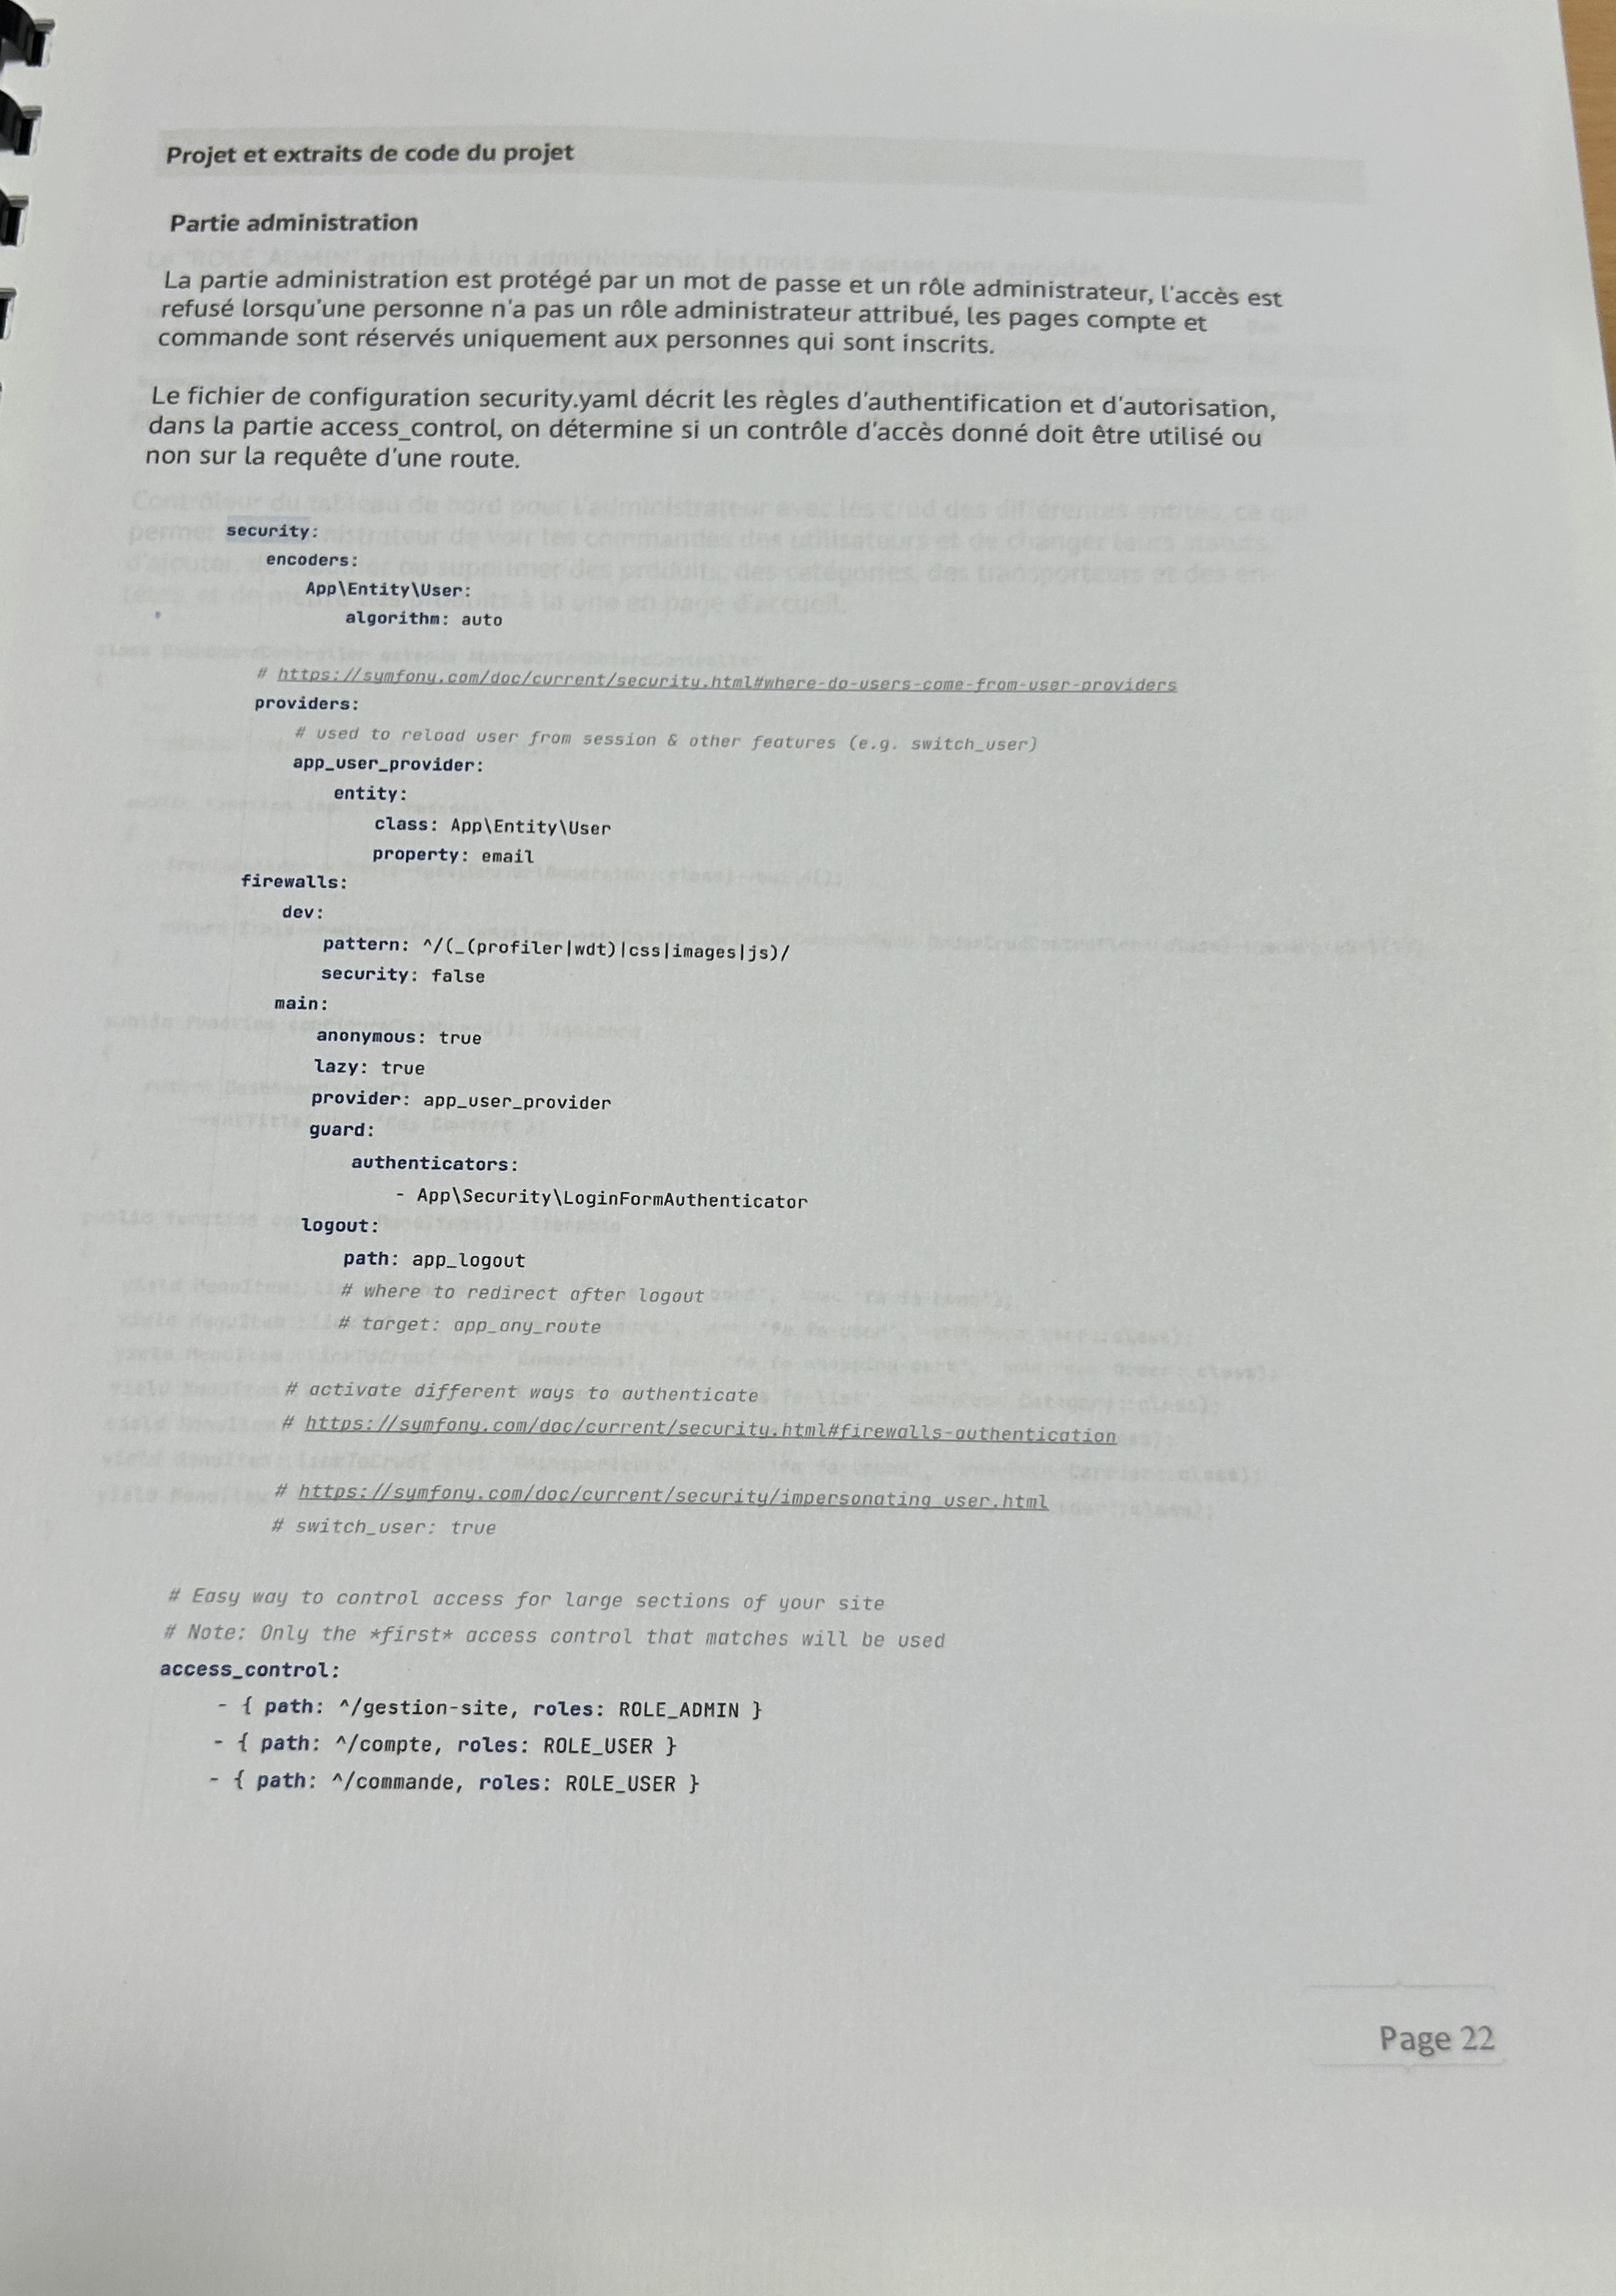 Projet et extraits de code du projet
Partie administration
La partie administration est protégé par un mot de passe et un rôle administrateur, l'accès est
refusé lorsqu'une personne n'a pas un rôle administrateur attribué, les pages compte et
commande sont réservés uniquement aux personnes qui sont inscrits.
Le fichier de configuration security.yaml décrit les règles d'authentification et d'autorisation,
dans la partie access_control, on détermine si un contrôle d'accès donné doit être utilisé ou
non sur la requête d'une route.
security:
encoders:
App\Entity\User:
algorithm: auto
# https://symfony.com/doc/current/security.html#where-do-users-come-from-user-providers
providers:
# used to reload user from session & other features (e.g. switch_user)
app_user_provider:
entity:
class: App\Entity\User
property: email
firewalls:
dev:
pattern: ^/(_(profiler|wdt)|css|images|js)/
security: false
main:
anonymous: true
lazy: true
provider: app_user_provider
guard:
authenticators:
- App\Security\LoginFormAuthenticator
logout:
path: app_logout
# where to redirect after logout
# target: app_any_route
# activate different ways to authenticate
# https://symfony.com/doc/current/security.html#firewalls-authentication
# https://symfony.com/doc/current/security/impersonating_user.html
# switch_user: true
# Easy way to control access for large sections of your site
# Note: Only the *first* access control that matches will be used
access_control:
- { path: ^/gestion-site, roles: ROLE_ADMIN }
- { path: ^/compte, roles: ROLE_USER }
- { path: ^/commande, roles: ROLE_USER }
Page 22